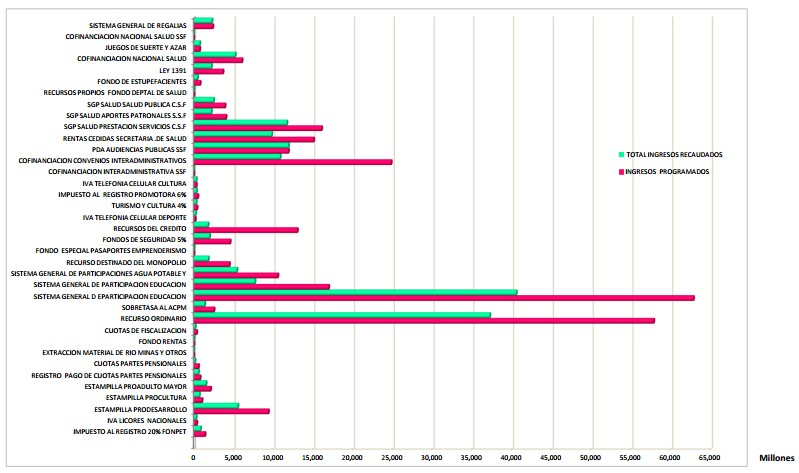 SISTEMA GENERAL DE REGALIAS
COFINANCIACION NACIONAL SALUD SSF
JUEGOS DE SUERTE Y AZAR
COFINANCIACION NACIONAL SALUD
LEY 1391
FONDO DE ESTUPEFACIENTES
RECURSOS PROPIOS FONDO DEPTAL DE SALUD
SGP SALUD SALUD PUBLICA C.S.F
SGP SALUD APORTES PATRONALES S.S.F
SGP SALUD PRESTACION SERVICIOS C.S.F
RENTAS CEDIDAS SECRETARIA .DE SALUD
PDA AUDIENCIAS PUBLICAS SSF
COFINANCIACION CONVENIOS INTERADMINISTRATIVOS
COFINANCIACION INTERADMINISTRATIVA SSF
IVA TELEFONIA CELULAR CULTURA
IMPUESTO AL REGISTRO PROMOTORA 6%
TURISMO Y CULTURA 4%
IVA TELEFONIA CELULAR DEPORTE
RECURSOS DEL CREDITO
FONDOS DE SEGURIDAD 5%
FONDO ESPECIAL PASAPORTES EMPRENDERISMO
RECURSO DESTINADO DEL MONOPOLIO
SISTEMA GENERAL DE PARTICIPACIONES AGUA POTABLE Y
SISTEMA GENERAL DE PARTICIPACION EDUCACION
SISTEMA GENERAL D EPARTICIPACION EDUCACION
SOBRETASA AL ACPM
RECURSO ORDINARIO
CUOTAS DE FISCALIZACION
FONDO RENTAS
EXTRACCION MATERIAL DE RIO MINAS Y OTROS
CUOTAS PARTES PENSIONALES
REGISTRO PAGO DE CUOTAS PARTES PENSIONALES
ESTAMPILLA PROADULTO MAYOR
ESTAMPILLA PROCULTURA
ESTAMPILLA PRODESARROLLO
IVA LICORES NACIONALES
IMPUESTO AL REGISTRO 20% FONPET
TOTAL INGRESOS RECAUDADOS
INGRESOS PROGRAMADOS
0 5,000 10,000 15,000 20,000 25,000 30,000 35,000 40,000 45,000 50,000 55,000 60,000 65,000
Millones